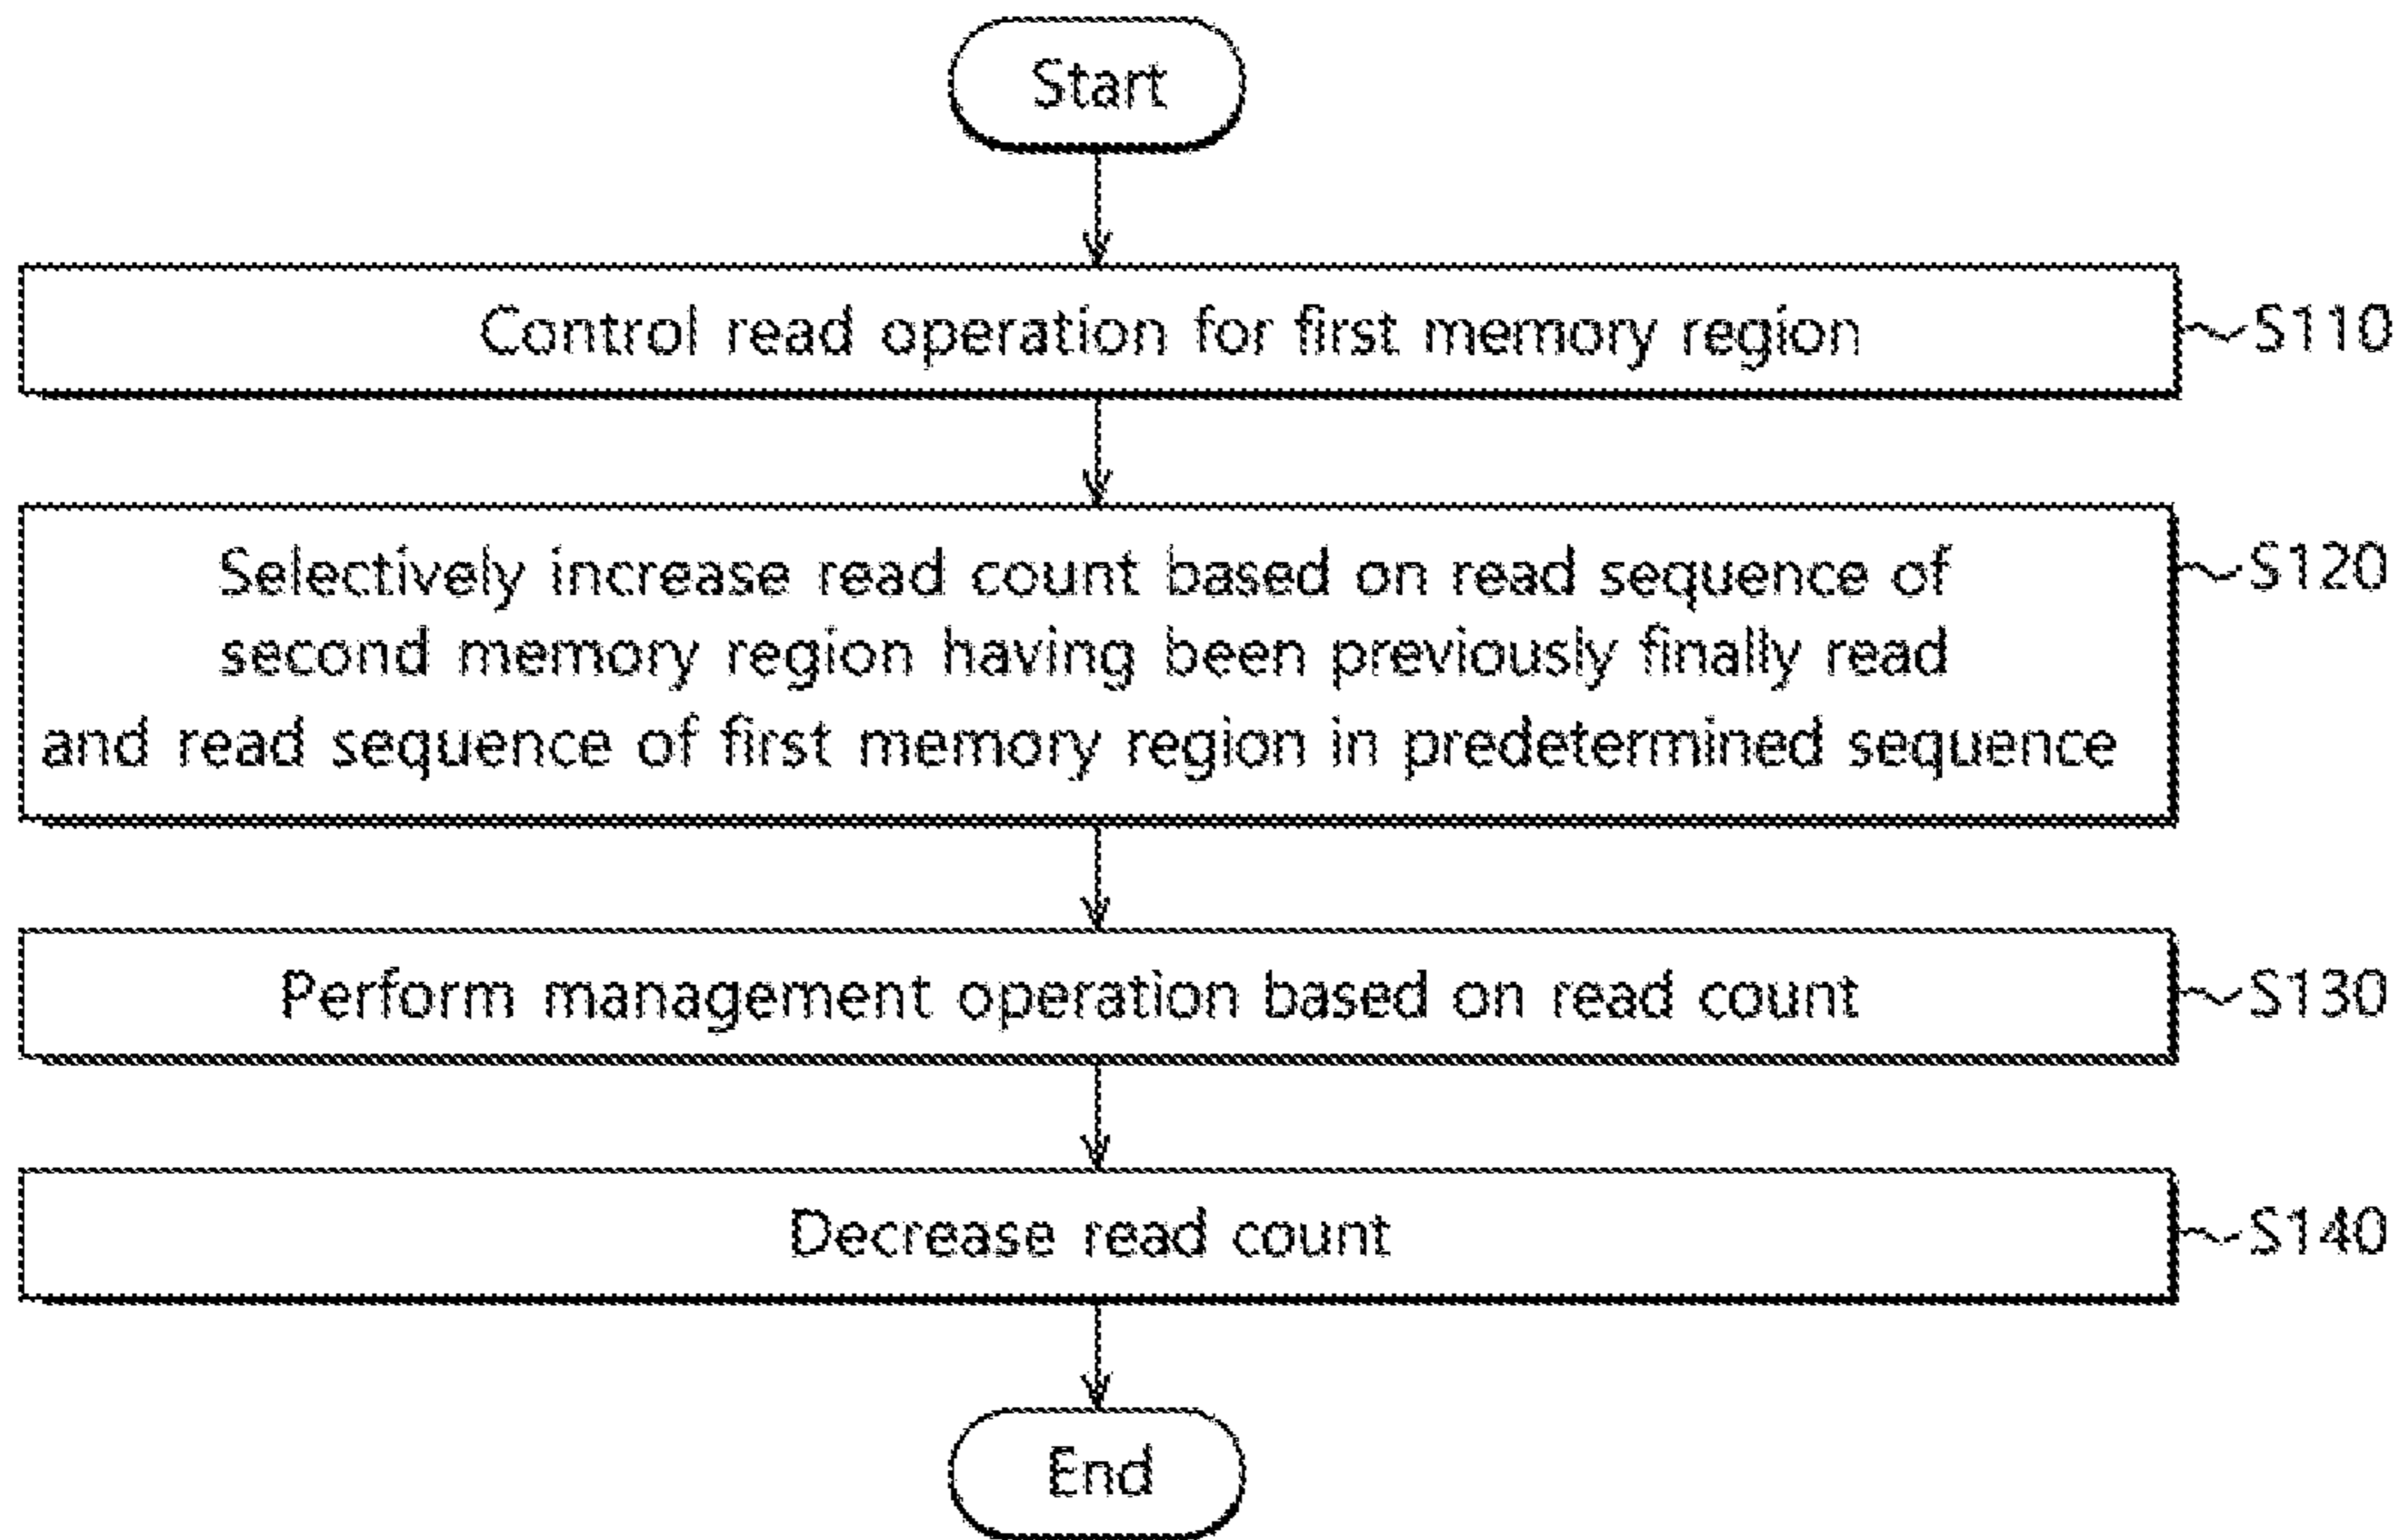 Start
Control read operation for first memory region
S110
Selectively increase read count based on read sequence of
second memory region having been previously finally read
and read sequence of first memory region in predetermined sequence
S120
Perform management operation based on read count
S130
Decrease read count
S140
End